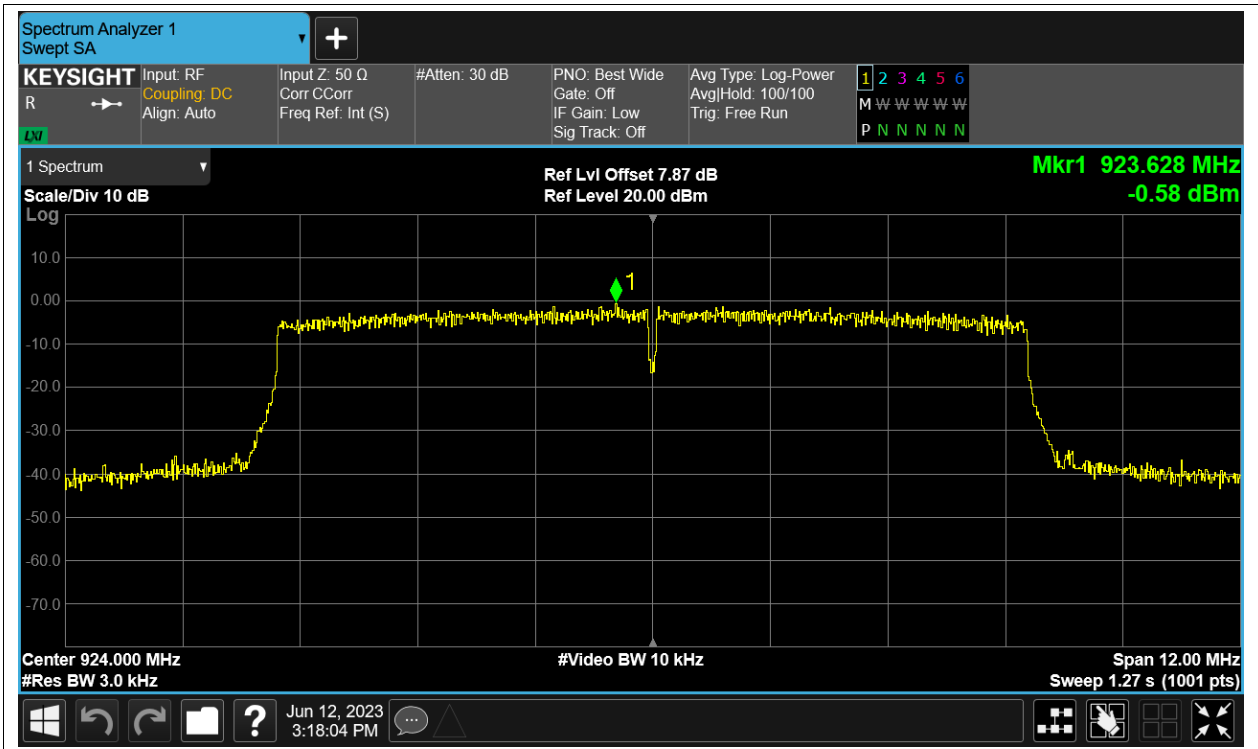 Spectrum Analyzer 1
Swept SA
KEYSIGHT
R
LXI
Input: RF
Coupling: DC
Align: Auto
Input Z: 50 Ω
Corr CCorr
Freq Ref: Int (S)
#Atten: 30 dB
PNO: Best Wide
Gate: Off
IF Gain: Low
Sig Track: Off
Avg Type: Log-Power
Avg|Hold: 100/100
Trig: Free Run
1 2 3 4 5 6
M W W W W W
P N N N N N
1 Spectrum
Scale/Div 10 dB
Log
Ref Lvl Offset 7.87 dB
Ref Level 20.00 dBm
Mkr1 923.628 MHz
-0.58 dBm
1
10.0
0.00
-10.0
-20.0
-30.0
-40.0
-50.0
-60.0
-70.0
Center 924.000 MHz
#Res BW 3.0 kHz
#Video BW 10 kHz
Span 12.00 MHz
Sweep 1.27 s (1001 pts)
?
Jun 12, 2023
3:18:04 PM